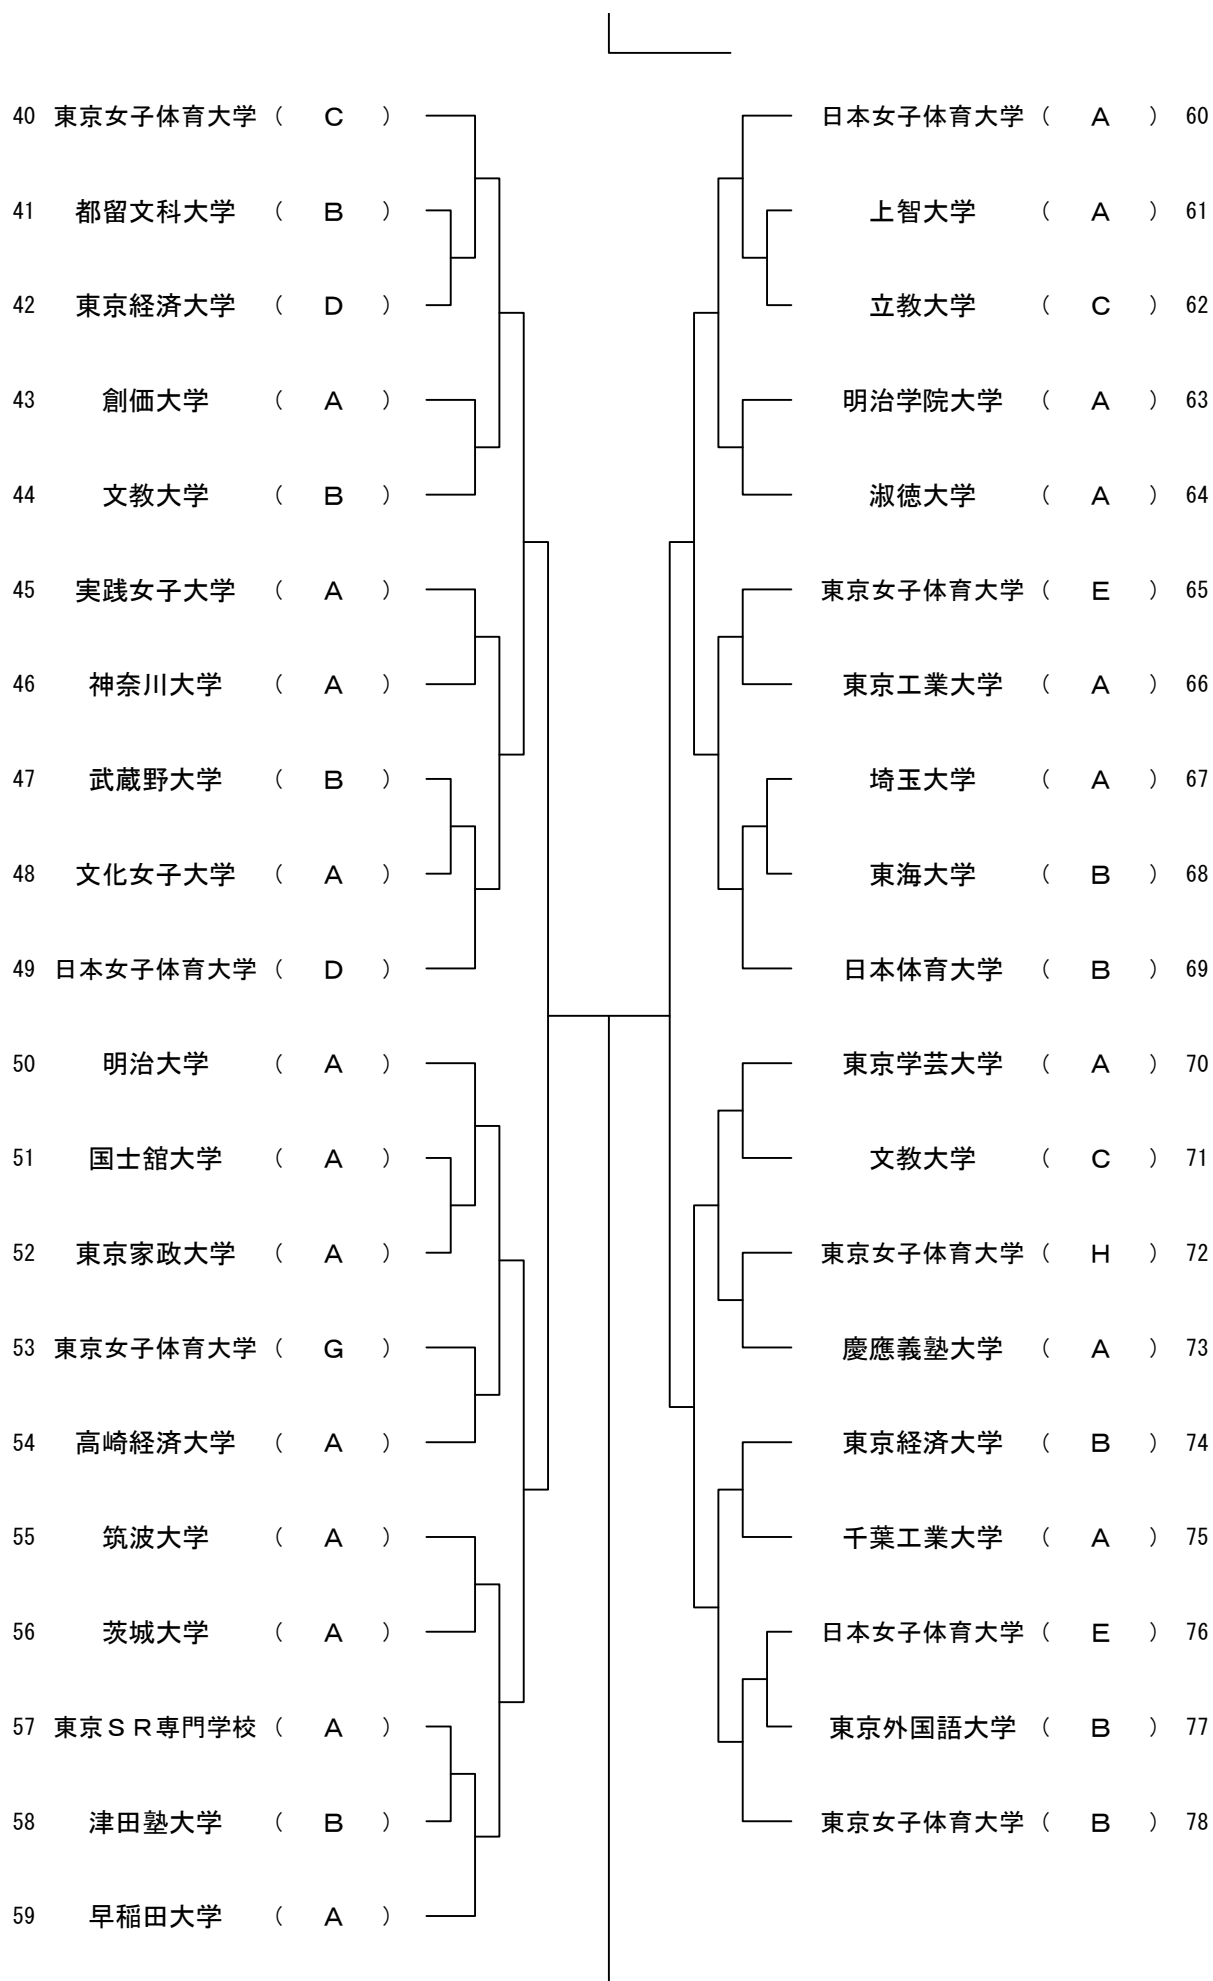 40 東京女子体育大学 ( C ) 日本女子体育大学 ( A ) 60
41 都留文科大学 ( B ) 上智大学 ( A ) 61
42 東京経済大学 ( D ) 立教大学 ( C ) 62
43 創価大学 ( A ) 明治学院大学 ( A ) 63
44 文教大学 ( B ) 淑徳大学 ( A ) 64
45 実践女子大学 ( A ) 東京女子体育大学 ( E ) 65
46 神奈川大学 ( A ) 東京工業大学 ( A ) 66
47 武蔵野大学 ( B ) 埼玉大学 ( A ) 67
48 文化女子大学 ( A ) 東海大学 ( B ) 68
49 日本女子体育大学 ( D ) 日本体育大学 ( B ) 69
50 明治大学 ( A ) 東京学芸大学 ( A ) 70
51 国士舘大学 ( A ) 文教大学 ( C ) 71
52 東京家政大学 ( A ) 東京女子体育大学 ( H ) 72
53 東京女子体育大学 ( G ) 慶應義塾大学 ( A ) 73
54 高崎経済大学 ( A ) 東京経済大学 ( B ) 74
55 筑波大学 ( A ) 千葉工業大学 ( A ) 75
56 茨城大学 ( A ) 日本女子体育大学 ( E ) 76
57 東京SR専門学校 ( A ) 東京外国語大学 ( B ) 77
58 津田塾大学 ( B ) 東京女子体育大学 ( B ) 78
59 早稲田大学 ( A )